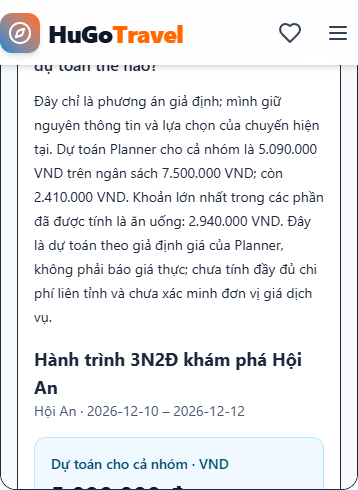 HuGoTravel
dự toán thế nào?
Đây chỉ là phương án giả định; mình giữ
nguyên thông tin và lựa chọn của chuyến hiện
tại. Dự toán Planner cho cả nhóm là 5.090.000
VND trên ngân sách 7.500.000 VND; còn
2.410.000 VND. Khoản lớn nhất trong các phần
đã được tính là ăn uống: 2.940.000 VND. Đây
là dự toán theo giả định giá của Planner,
không phải báo giá thực; chưa tính đầy đủ chi
phí liên tỉnh và chưa xác minh đơn vị giá dịch
vụ.
Hành trình 3N2Đ khám phá Hội
An
Hội An · 2026-12-10 – 2026-12-12
Dự toán cho cả nhóm · VND